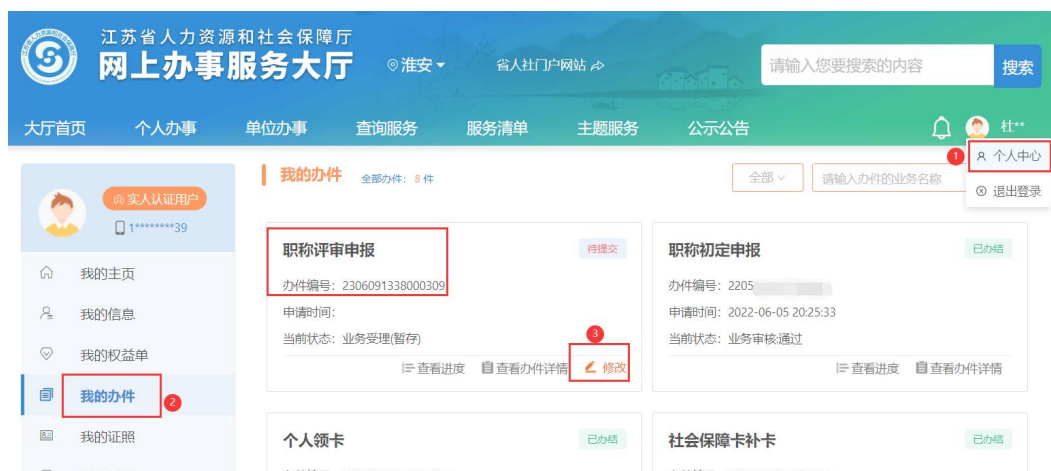 江苏省人力资源和社会保障厅
网上办事服务大厅
淮安
省人社门户网站
请输入您要搜索的内容
搜索
大厅首页 个人办事 单位办事 查询服务 服务清单 主题服务 公示公告
杜**
1
个人中心
退出登录
实人认证用户
1********39
我的主页
我的信息
我的权益单
我的办件
2
我的证照
我的办件 全部办件：8 件
全部
请输入办件的业务名称
职称评审申报 待提交
办件编号：2306091338000309
申请时间：
当前状态：业务受理(暂存)
3
查看进度 查看办件详情 修改
职称初定申报 已办结
办件编号：2205
申请时间：2022-06-05 20:25:33
当前状态：业务审核通过
查看进度 查看办件详情
个人领卡 已办结
社会保障卡补卡 已办结